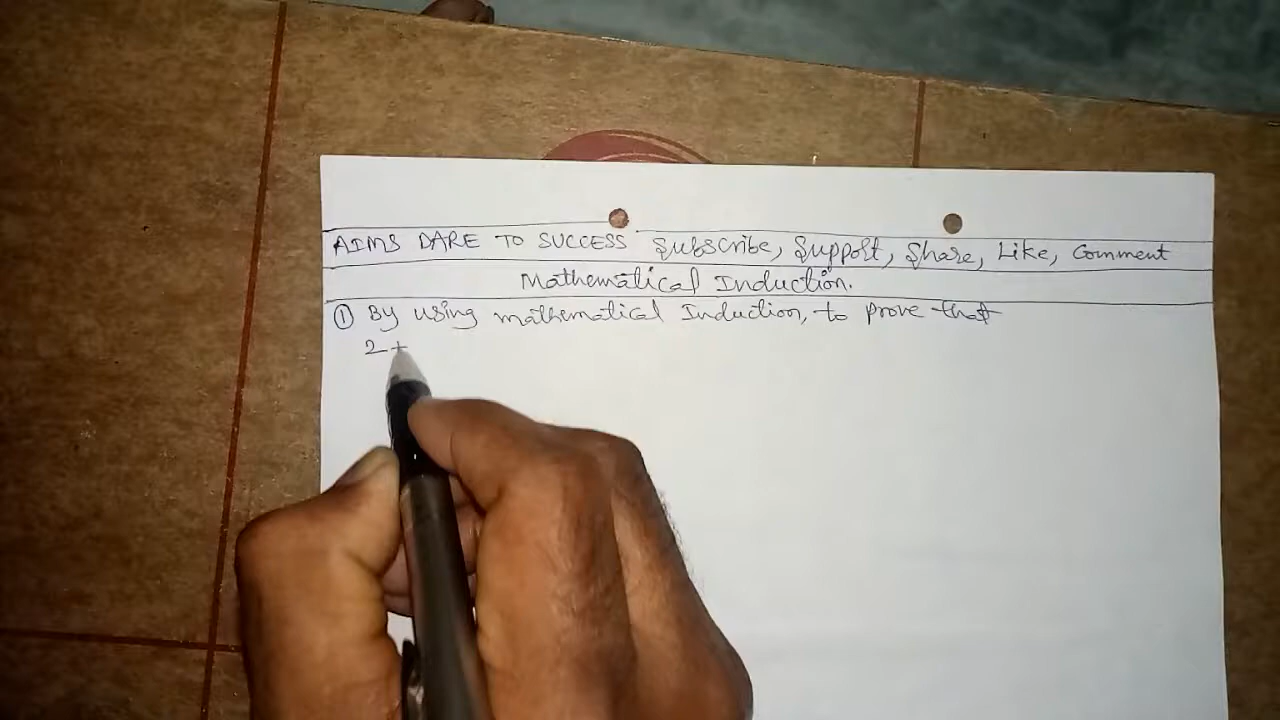 AIMS DARE TO SUCCESS Subscribe, Support, Share, Like, Comment
Mathematical Induction.
① By using mathematical Induction, to prove that
2+